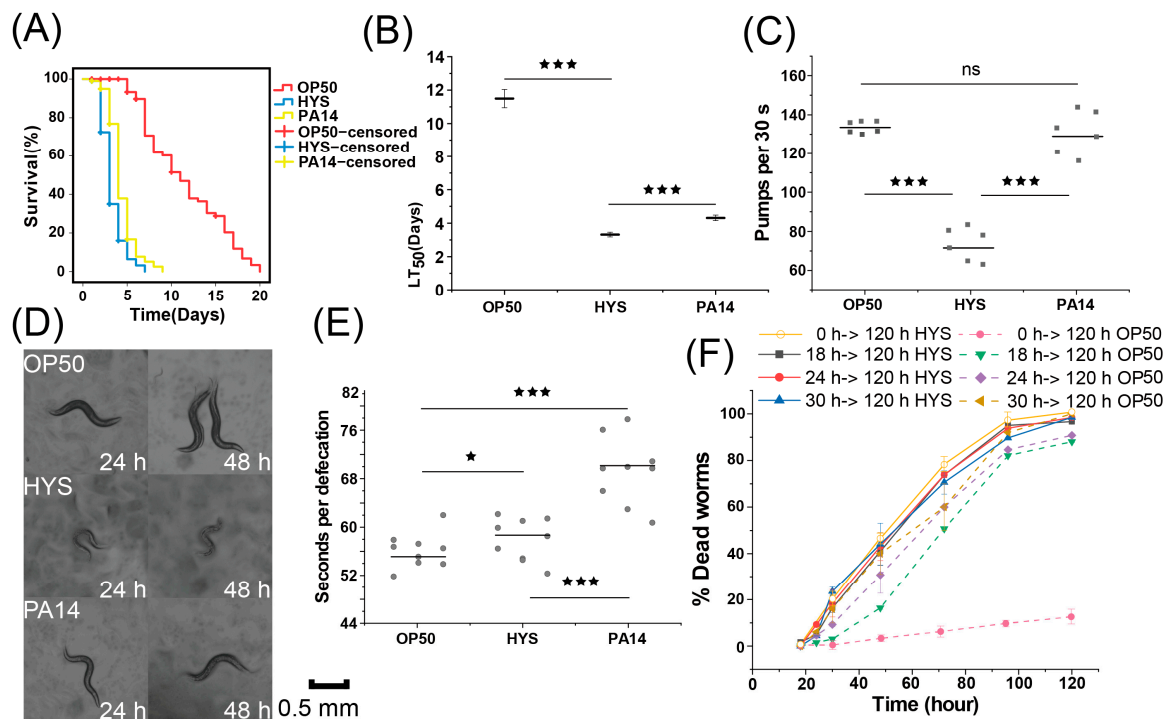 (A)
100
80
60
40
20
0
Survival(%)
0 5 10 15 20
Time(Days)
OP50
HYS
PA14
OP50-censored
HYS-censored
PA14-censored
(B)
14
12
10
8
6
4
2
0
LT50(Days)
★★★
★★★
OP50 HYS PA14
(C)
160
140
120
100
80
60
Pumps per 30 s
ns
★★★ ★★★
OP50 HYS PA14
(D)
OP50
24 h 48 h
HYS
24 h 48 h
PA14
24 h 48 h
0.5 mm
(E)
82
76
68
60
52
44
Seconds per defecation
★★★
★
★★★
OP50 HYS PA14
(F)
0 h-> 120 h HYS 0 h-> 120 h OP50
18 h-> 120 h HYS 18 h-> 120 h OP50
24 h-> 120 h HYS 24 h-> 120 h OP50
30 h-> 120 h HYS 30 h-> 120 h OP50
100
80
60
40
20
0
% Dead worms
0 20 40 60 80 100 120
Time (hour)